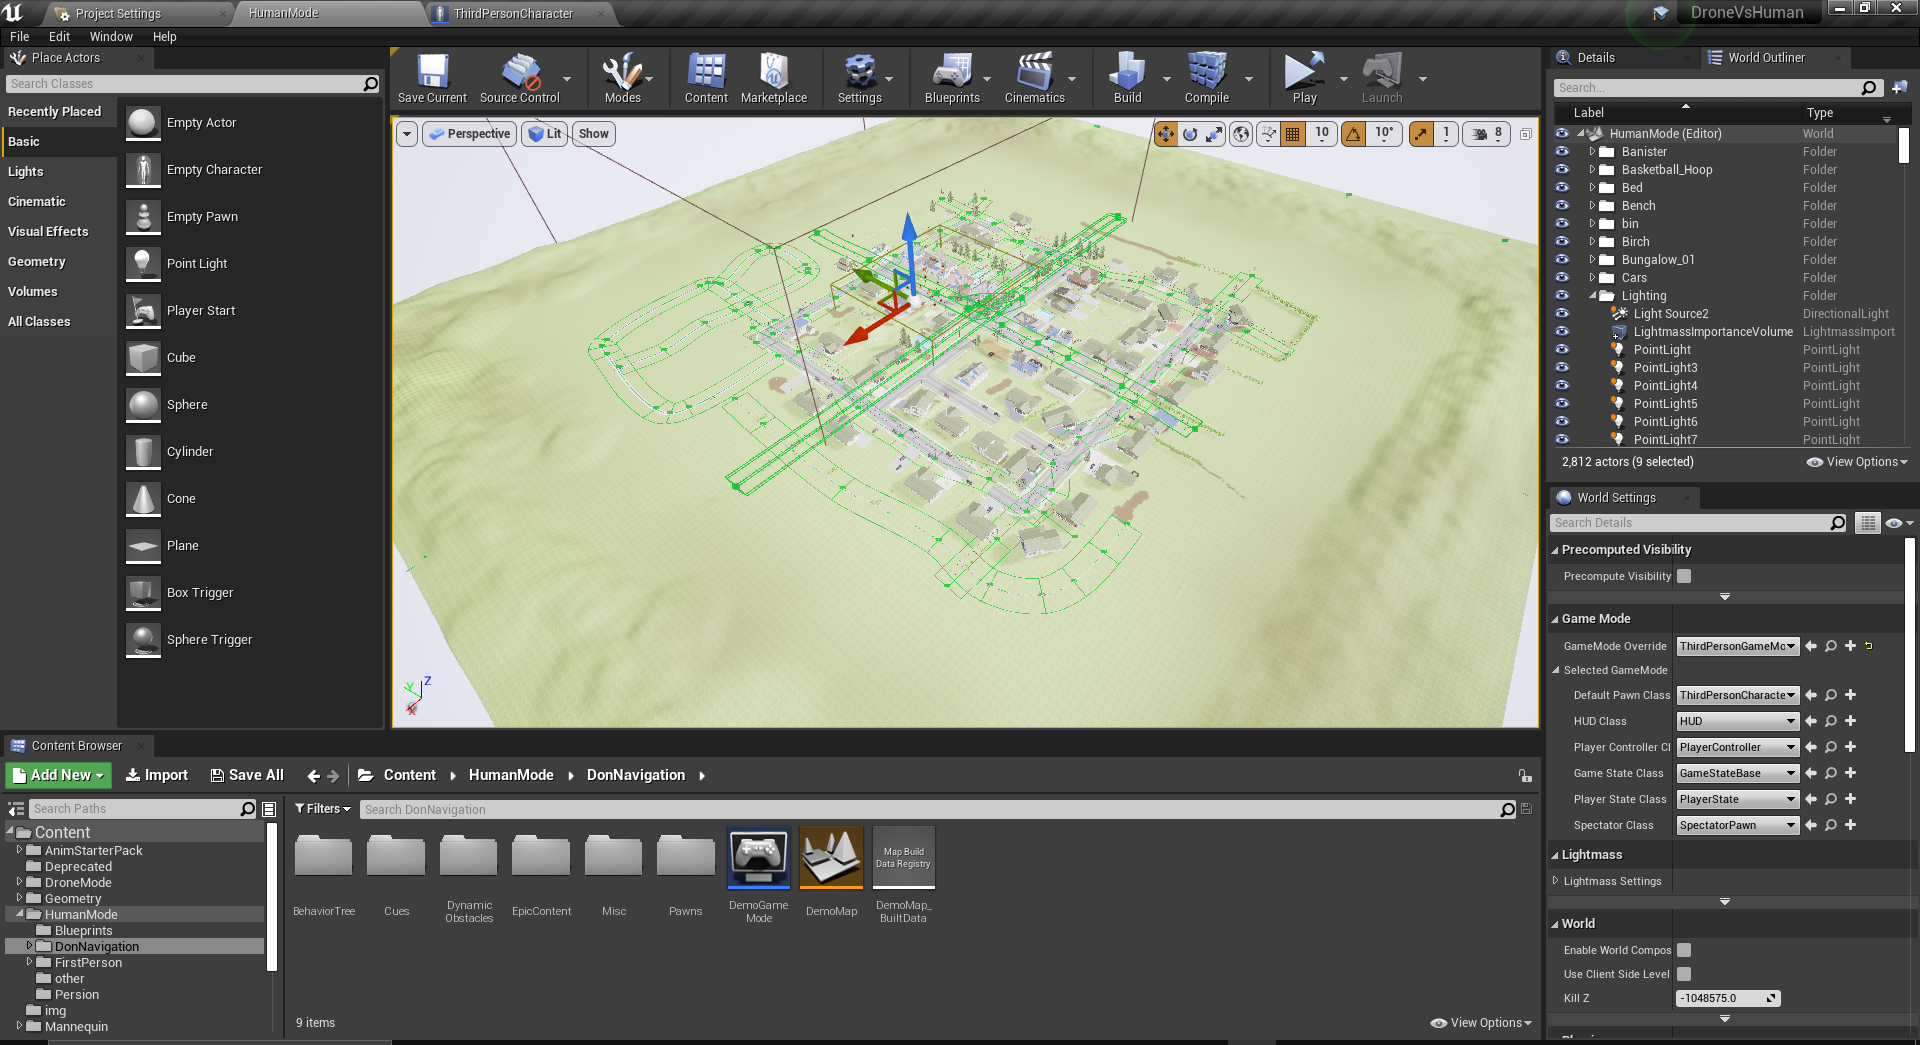 Project Settings
HumanMode
ThirdPersonCharacter
DroneVsHuman
File Edit Window Help
Place Actors
Search Classes
Recently Placed
Basic
Lights
Cinematic
Visual Effects
Geometry
Volumes
All Classes
Empty Actor
Empty Character
Empty Pawn
Point Light
Player Start
Cube
Sphere
Cylinder
Cone
Plane
Box Trigger
Sphere Trigger
Save Current
Source Control
Modes
Content
Marketplace
Settings
Blueprints
Cinematics
Build
Compile
Play
Launch
Perspective
Lit
Show
10
10°
1
8
Z
Y
X
Details
World Outliner
Search...
Label Type
HumanMode (Editor) World
Banister Folder
Basketball_Hoop Folder
Bed Folder
Bench Folder
bin Folder
Birch Folder
Bungalow_01 Folder
Cars Folder
Lighting Folder
Light Source2 DirectionalLight
LightmassImportanceVolume LightmassImport
PointLight PointLight
PointLight3 PointLight
PointLight4 PointLight
PointLight5 PointLight
PointLight6 PointLight
PointLight7 PointLight
2,812 actors (9 selected)
View Options
World Settings
Search Details
Precomputed Visibility
Precompute Visibility
Game Mode
GameMode Override ThirdPersonGameMo
Selected GameMode
Default Pawn Class ThirdPersonCharacte
HUD Class HUD
Player Controller Cl PlayerController
Game State Class GameStateBase
Player State Class PlayerState
Spectator Class SpectatorPawn
Lightmass
Lightmass Settings
World
Enable World Compos
Use Client Side Level
Kill Z -1048575.0
Content Browser
Add New
Import
Save All
Content
HumanMode
DonNavigation
Search Paths
Content
AnimStarterPack
Deprecated
DroneMode
Geometry
HumanMode
Blueprints
DonNavigation
FirstPerson
other
Persion
img
Mannequin
Filters
Search DonNavigation
BehaviorTree
Cues
Dynamic
Obstacles
EpicContent
Misc
Pawns
DemoGame
Mode
DemoMap
Map Build
Data Registry
DemoMap_
BuiltData
9 items
View Options